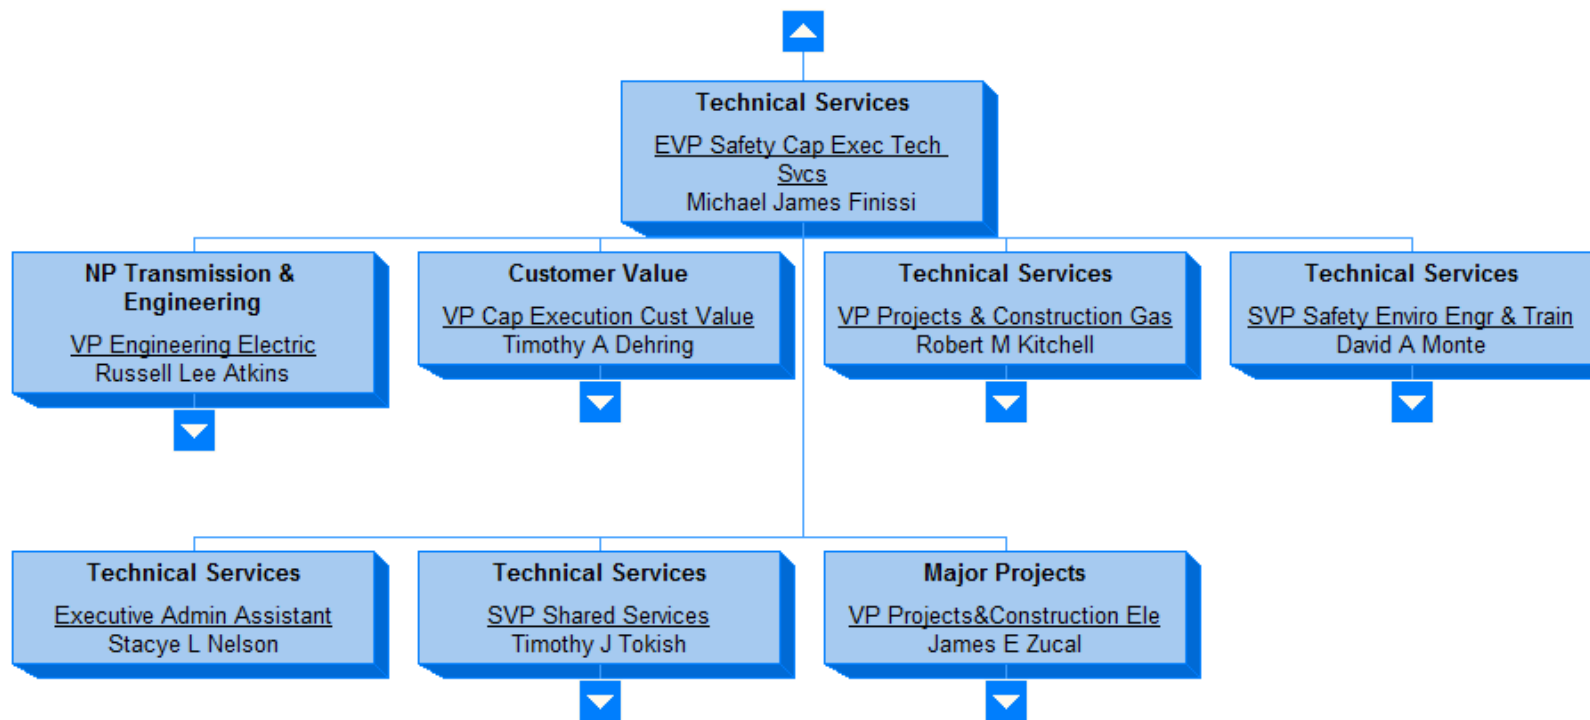 Technical Services
EVP Safety Cap Exec Tech
Svcs
Michael James Finissi
NP Transmission &
Engineering
VP Engineering Electric
Russell Lee Atkins
Customer Value
VP Cap Execution Cust Value
Timothy A Dehring
Technical Services
VP Projects & Construction Gas
Robert M Kitchell
Technical Services
SVP Safety Enviro Engr & Train
David A Monte
Technical Services
Executive Admin Assistant
Stacye L Nelson
Technical Services
SVP Shared Services
Timothy J Tokish
Major Projects
VP Projects&Construction Ele
James E Zucal